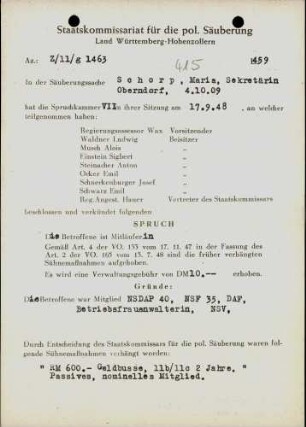 Staatskommissariat für die pol. Säuberung
Land Württemberg-Hohenzollern
Az.: Z/11/g 1463 415 1459
In der Säuberungssache S c h o r p , Maria, Sekretärin
Oberndorf, 4.10.09
hat die Spruchkammer VII in ihrer Sitzung am 17.9.48 , an welcher
teilgenommen haben:
Regierungsassessor Wax Vorsitzender
Waldner Ludwig Beisitzer
Munsch Alois "
Einstein Sigbert "
Steinacher Anton "
Osker Emil "
Schneckenburger Josef "
Schwarz Emil "
Reg.Angest. Hauer Vertreter des Staatskommissars
beschlossen und verkündet folgenden
SPRUCH
Die Betroffene ist Mitläuferin
Gemäß Art. 4 der VO. 133 vom 17. 11. 47 in der Fassung des
Art. 2 der VO. 165 vom 13. 7. 48 sind die früher verhängten
Sühnemaßnahmen aufgehoben.
Es wird eine Verwaltungsgebühr von DM 10.-- erhoben.
Gründe:
Die Betroffene war Mitglied NSDAP 40, NSF 35, DAF,
Betriebsfrauwalterin, NSV,
Durch Entscheidung des Staatskommissars für die pol. Säuberung waren fol-
gende Sühnemaßnahmen verhängt worden:
" RM 600.- Geldbusse, 11b/11c 2 Jahre. "
Passives, nominelles Mitglied.